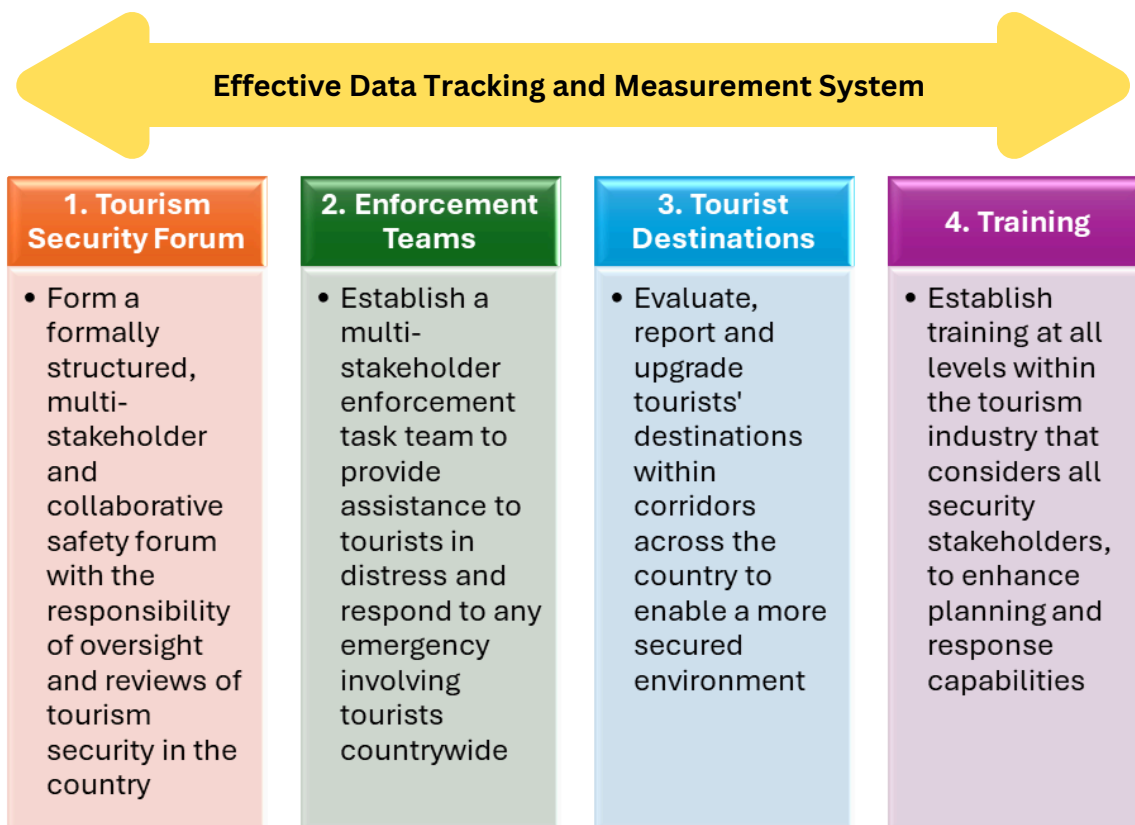 Effective Data Tracking and Measurement System
1. Tourism
Security Forum
• Form a
formally
structured,
multi-
stakeholder
and
collaborative
safety forum
with the
responsibility
of oversight
and reviews of
tourism
security in the
country
2. Enforcement
Teams
• Establish a
multi-
stakeholder
enforcement
task team to
provide
assistance to
tourists in
distress and
respond to any
emergency
involving
tourists
countrywide
3. Tourist
Destinations
• Evaluate,
report and
upgrade
tourists'
destinations
within
corridors
across the
country to
enable a more
secured
environment
4. Training
• Establish
training at all
levels within
the tourism
industry that
considers all
security
stakeholders,
to enhance
planning and
response
capabilities